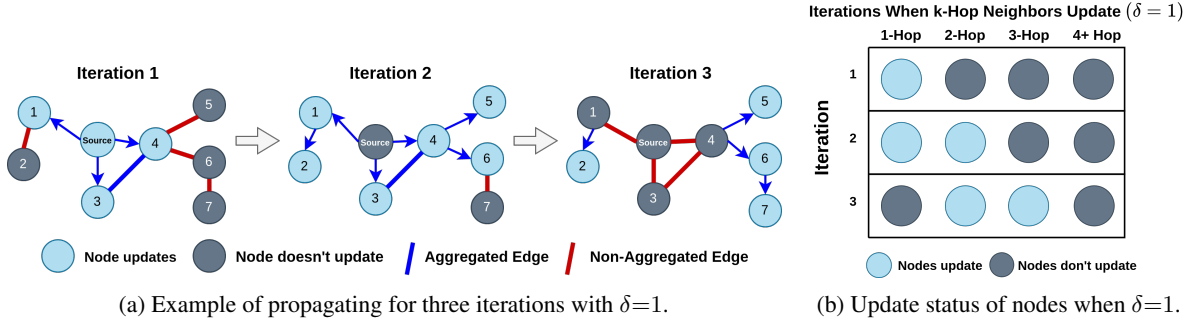 Iteration 1
Iteration 2
Iteration 3
1
Source
5
4
2
6
3
7
1
Source
5
4
2
6
3
7
1
Source
5
4
2
6
3
7
Node updates
Node doesn't update
Aggregated Edge
Non-Aggregated Edge
(a) Example of propagating for three iterations with δ=1.
Iterations When k-Hop Neighbors Update (δ = 1)
1-Hop 2-Hop 3-Hop 4+ Hop
Iteration
1
2
3
Nodes update
Nodes don't update
(b) Update status of nodes when δ=1.